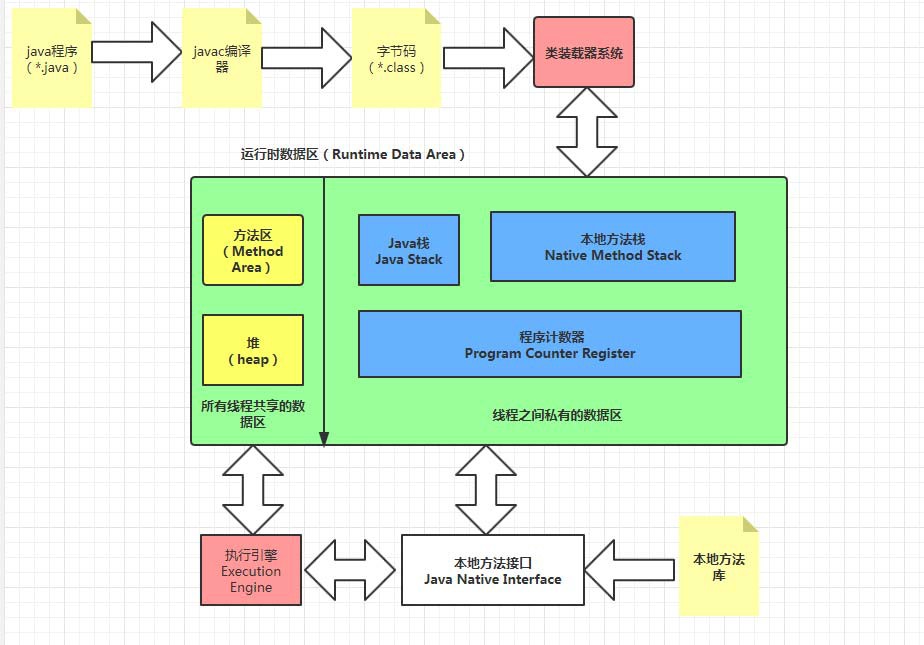 java程序
（*.java）
javac编译
器
字节码
（*.class）
类装载器系统
运行时数据区（Runtime Data Area）
方法区
（Method
Area）
Java栈
Java Stack
本地方法栈
Native Method Stack
堆
（heap）
程序计数器
Program Counter Register
所有线程共享的数
据区
线程之间私有的数据区
执行引擎
Execution
Engine
本地方法接口
Java Native Interface
本地方法
库